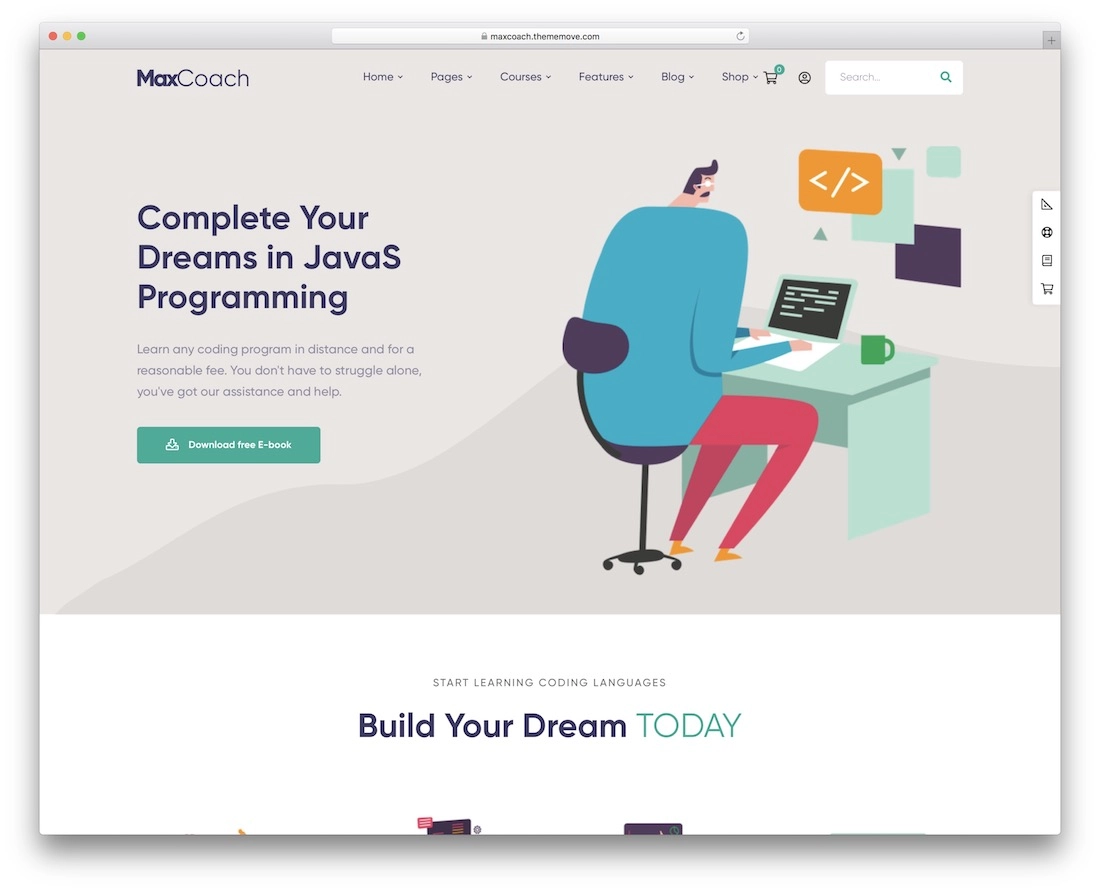 maxcoach.thememove.com
MaxCoach
Home Pages Courses Features Blog Shop 0 Search...
</>
Complete Your
Dreams in JavaS
Programming
Learn any coding program in distance and for a
reasonable fee. You don't have to struggle alone,
you've got our assistance and help.
Download free E-book
START LEARNING CODING LANGUAGES
Build Your Dream TODAY